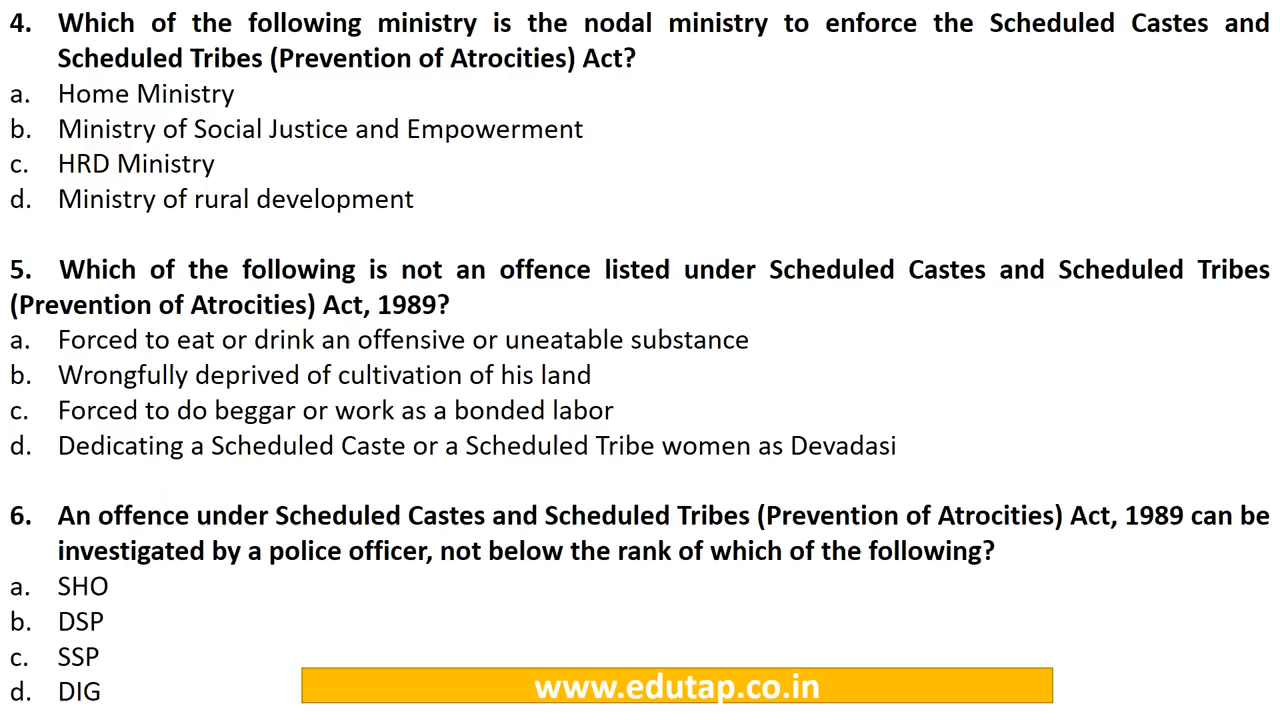 4. Which of the following ministry is the nodal ministry to enforce the Scheduled Castes and
Scheduled Tribes (Prevention of Atrocities) Act?
a. Home Ministry
b. Ministry of Social Justice and Empowerment
c. HRD Ministry
d. Ministry of rural development
5. Which of the following is not an offence listed under Scheduled Castes and Scheduled Tribes
(Prevention of Atrocities) Act, 1989?
a. Forced to eat or drink an offensive or uneatable substance
b. Wrongfully deprived of cultivation of his land
c. Forced to do beggar or work as a bonded labor
d. Dedicating a Scheduled Caste or a Scheduled Tribe women as Devadasi
6. An offence under Scheduled Castes and Scheduled Tribes (Prevention of Atrocities) Act, 1989 can be
investigated by a police officer, not below the rank of which of the following?
a. SHO
b. DSP
c. SSP
d. DIG
www.edutap.co.in